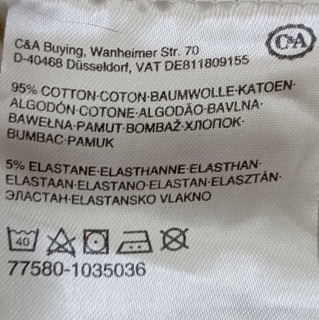 C&A Buying, Wanheimer Str. 70
D-40468 Düsseldorf, VAT DE811809155
C&A
95% COTTON·COTON·BAUMWOLLE·KATOEN·
ALGODÓN·COTONE·ALGODÃO·BAVLNA·
BAWEŁNA·PAMUT·BOMBAŽ·ХЛОПОК·
BUMBAC·PAMUK
5% ELASTANE·ELASTHANNE·ELASTHAN·
ELASTAAN·ELASTANO·ELASTAN·ELASZTÁN·
ЭЛАСТАН·ELASTANSKO VLAKNO
40
77580-1035036